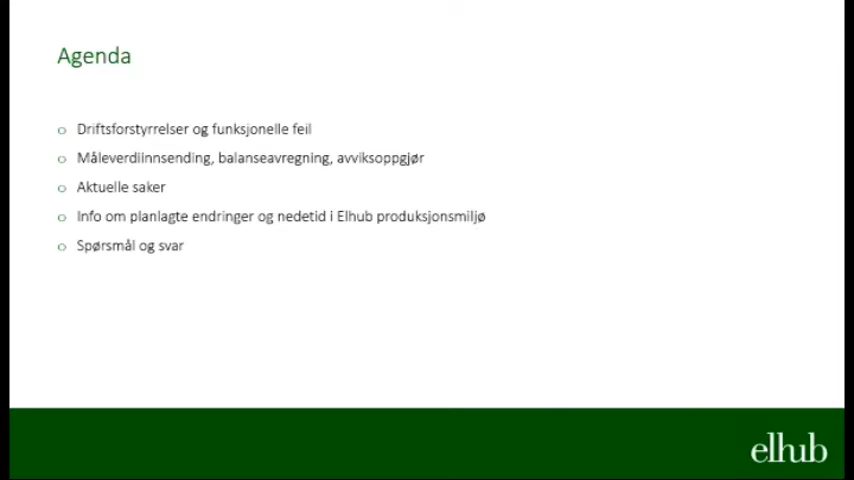 Agenda
o Driftsforstyrrelser og funksjonelle feil
o Måleverdiinnsending, balanseavregning, avviksoppgjør
o Aktuelle saker
o Info om planlagte endringer og nedetid i Elhub produksjonsmiljø
o Spørsmål og svar
elhub